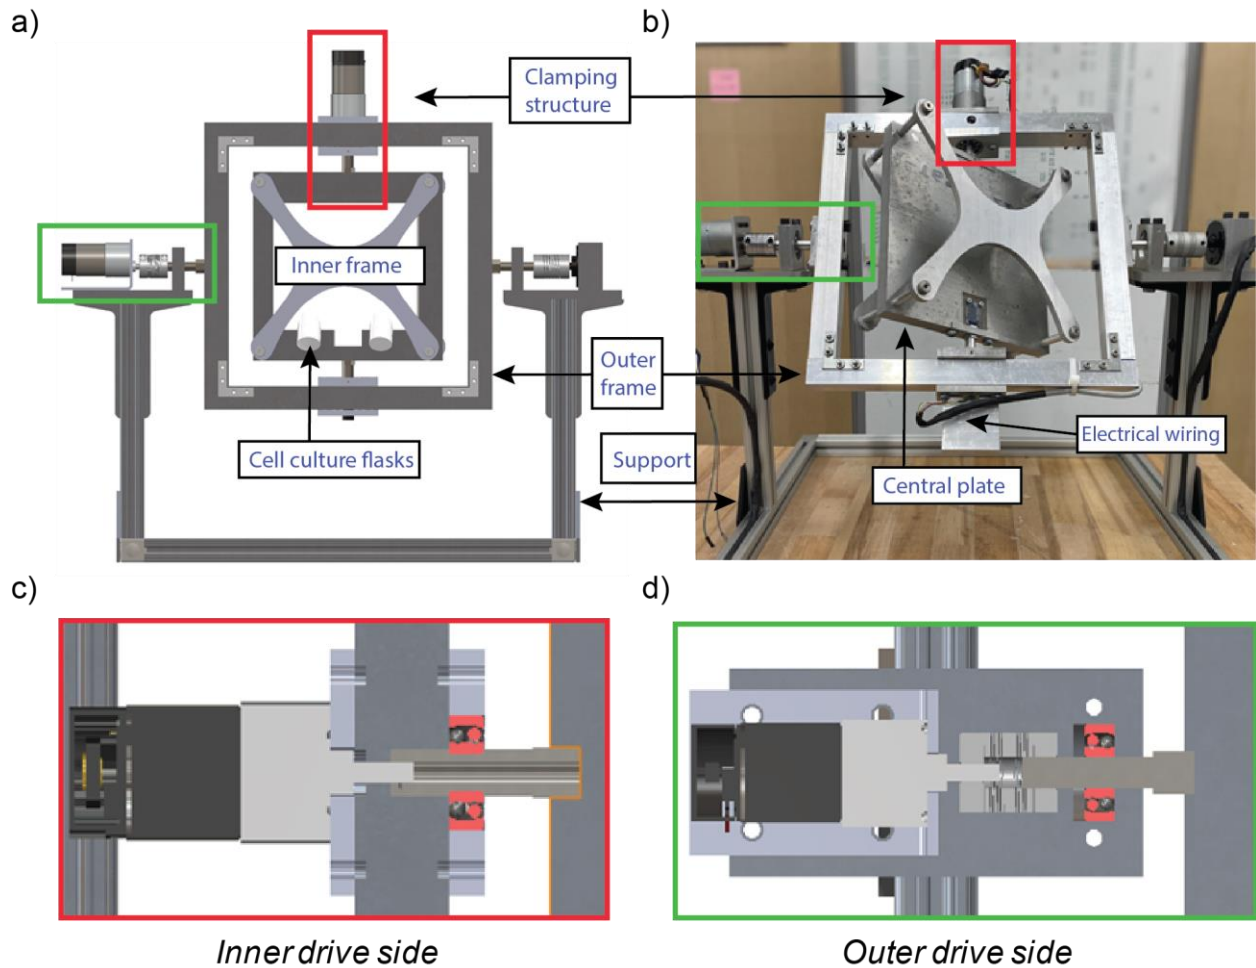 a)
b)
Clamping
structure
Inner frame
Outer
frame
Cell culture flasks
Support
Electrical wiring
Central plate
c)
d)
Inner drive side
Outer drive side